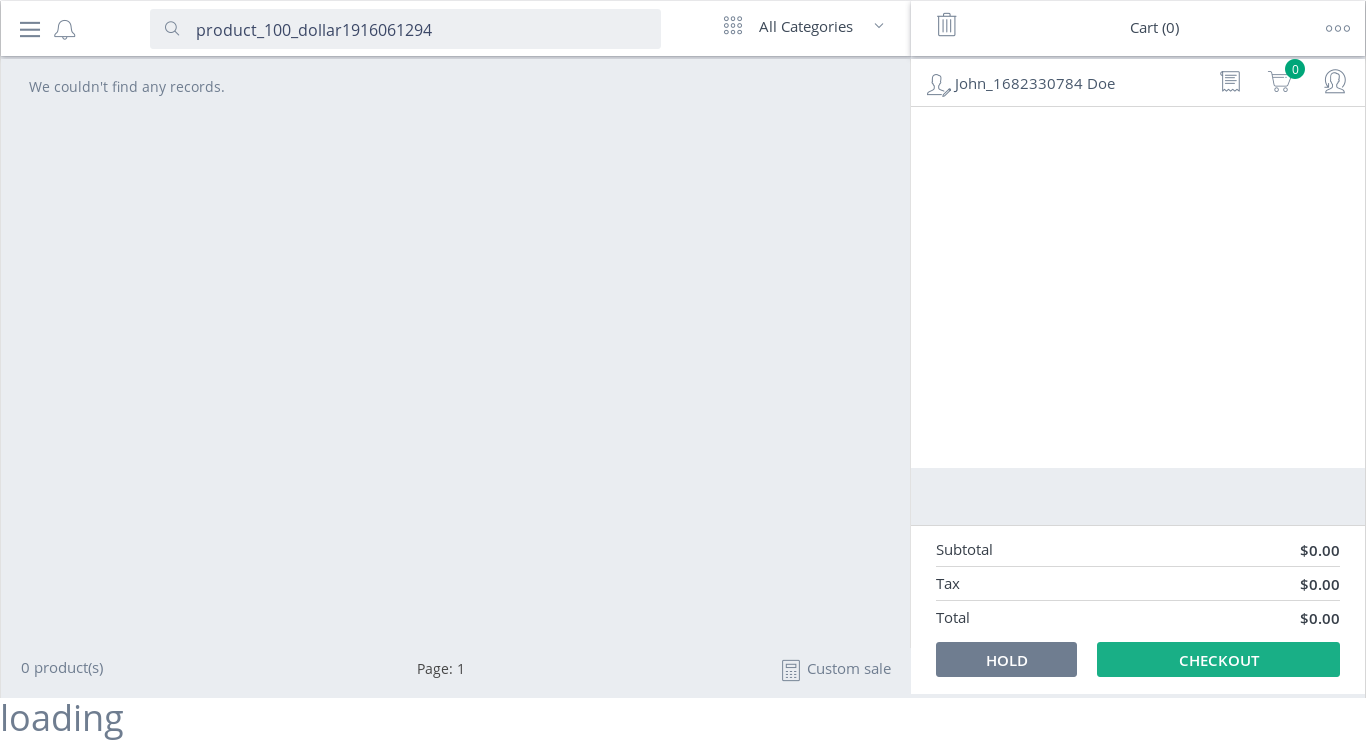 product_100_dollar1916061294
All Categories
Cart (0)
We couldn't find any records.
John_1682330784 Doe
0
Subtotal $0.00
Tax $0.00
Total $0.00
HOLD CHECKOUT
0 product(s) Page: 1 Custom sale
loading